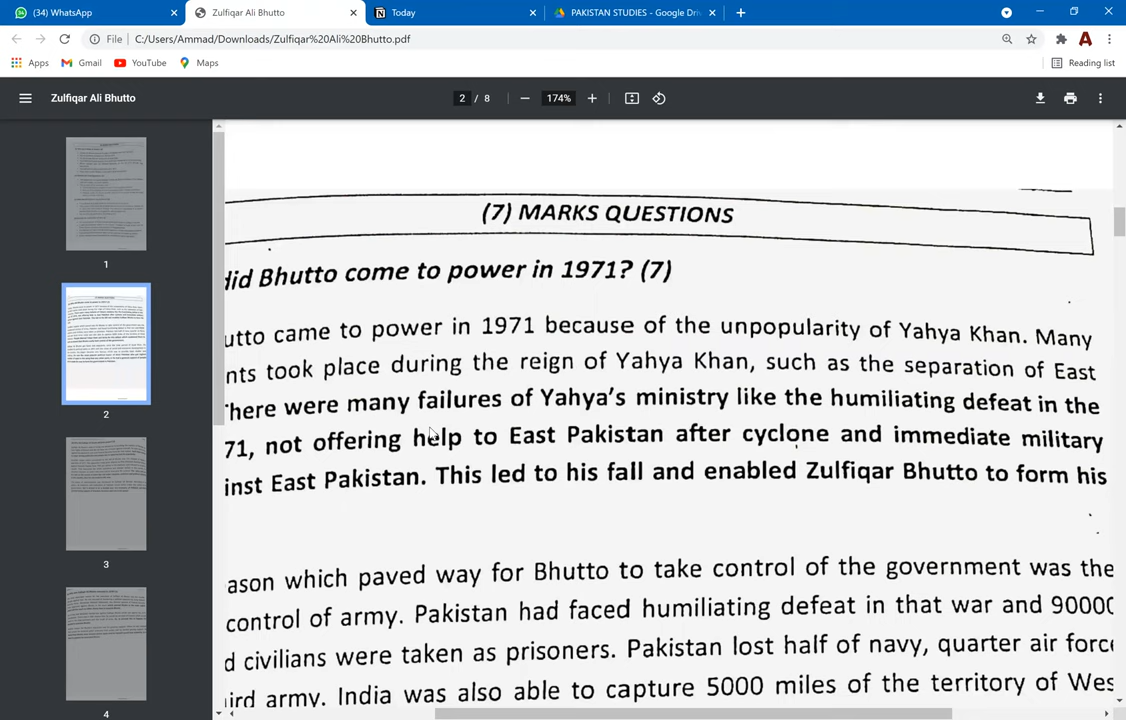 (34) WhatsApp
Zulfiqar Ali Bhutto
Today
PAKISTAN STUDIES - Google Driv
File
C:/Users/Ammad/Downloads/Zulfiqar%20Ali%20Bhutto.pdf
A
Apps
Gmail
YouTube
Maps
Reading list
Zulfiqar Ali Bhutto
2 / 8
174%
1
2
3
4
(7) MARKS QUESTIONS
did Bhutto come to power in 1971? (7)
utto came to power in 1971 because of the unpopularity of Yahya Khan. Many
nts took place during the reign of Yahya Khan, such as the separation of East
There were many failures of Yahya's ministry like the humiliating defeat in the
71, not offering help to East Pakistan after cyclone and immediate military
inst East Pakistan. This led to his fall and enabled Zulfiqar Bhutto to form his
ason which paved way for Bhutto to take control of the government was the
control of army. Pakistan had faced humiliating defeat in that war and 90000
d civilians were taken as prisoners. Pakistan lost half of navy, quarter air force
ird army. India was also able to capture 5000 miles of the territory of Wes